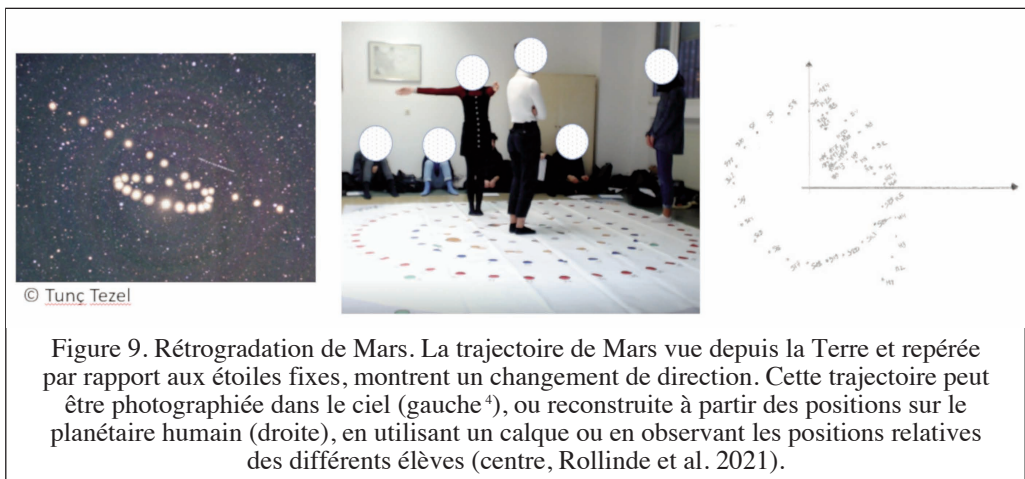 © Tunç Tezel
Figure 9. Rétrogradation de Mars. La trajectoire de Mars vue depuis la Terre et repérée
par rapport aux étoiles fixes, montrent un changement de direction. Cette trajectoire peut
être photographiée dans le ciel (gauche⁴), ou reconstruite à partir des positions sur le
planétaire humain (droite), en utilisant un calque ou en observant les positions relatives
des différents élèves (centre, Rollinde et al. 2021).